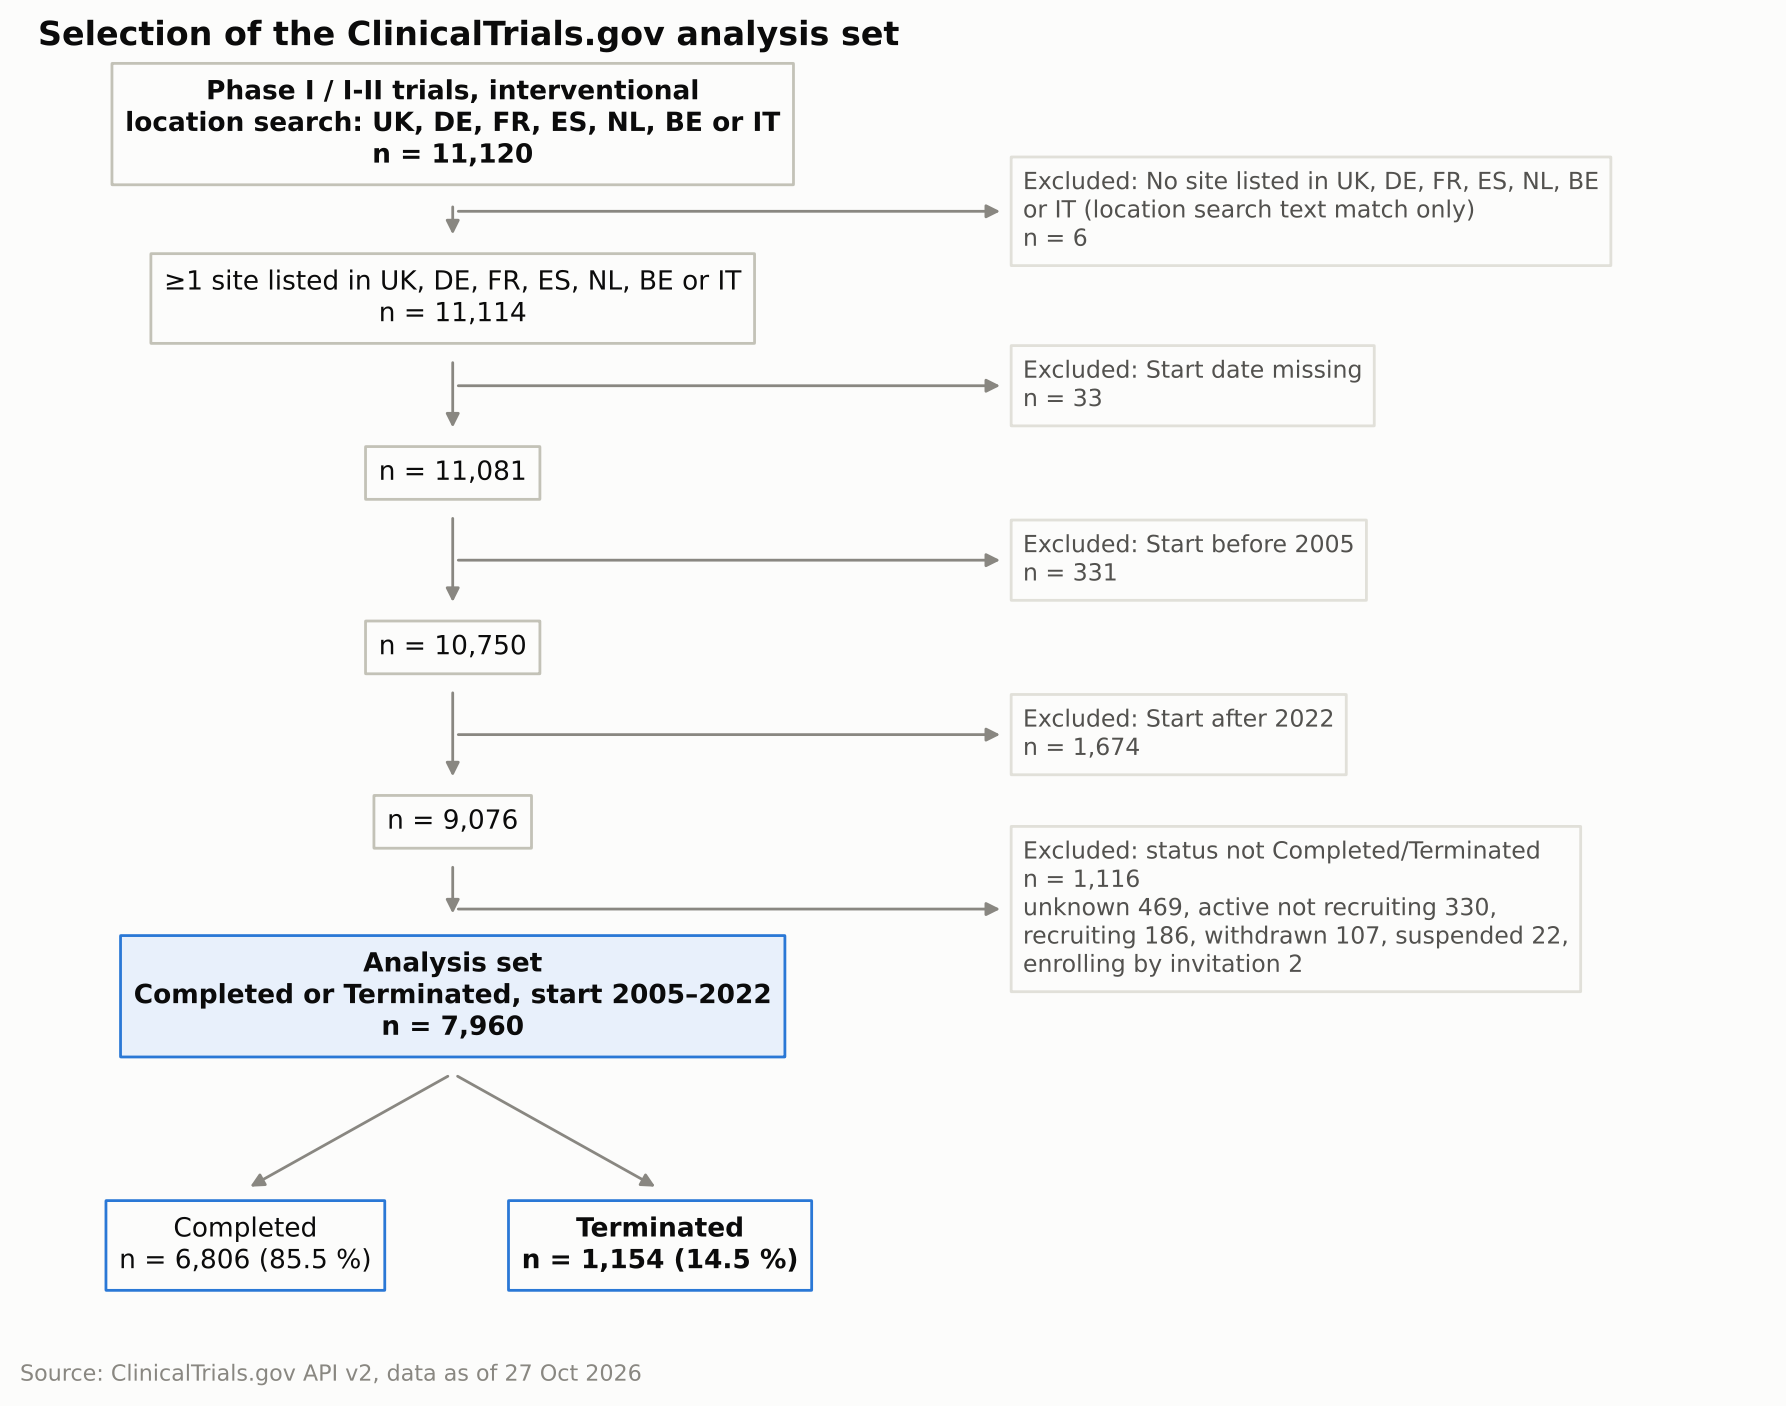 Selection of the ClinicalTrials.gov analysis set
Phase I / I-II trials, interventional
location search: UK, DE, FR, ES, NL, BE or IT
n = 11,120
Excluded: No site listed in UK, DE, FR, ES, NL, BE
or IT (location search text match only)
n = 6
≥1 site listed in UK, DE, FR, ES, NL, BE or IT
n = 11,114
Excluded: Start date missing
n = 33
n = 11,081
Excluded: Start before 2005
n = 331
n = 10,750
Excluded: Start after 2022
n = 1,674
n = 9,076
Excluded: status not Completed/Terminated
n = 1,116
unknown 469, active not recruiting 330,
recruiting 186, withdrawn 107, suspended 22,
enrolling by invitation 2
Analysis set
Completed or Terminated, start 2005–2022
n = 7,960
Completed
n = 6,806 (85.5 %)
Terminated
n = 1,154 (14.5 %)
Source: ClinicalTrials.gov API v2, data as of 27 Oct 2026